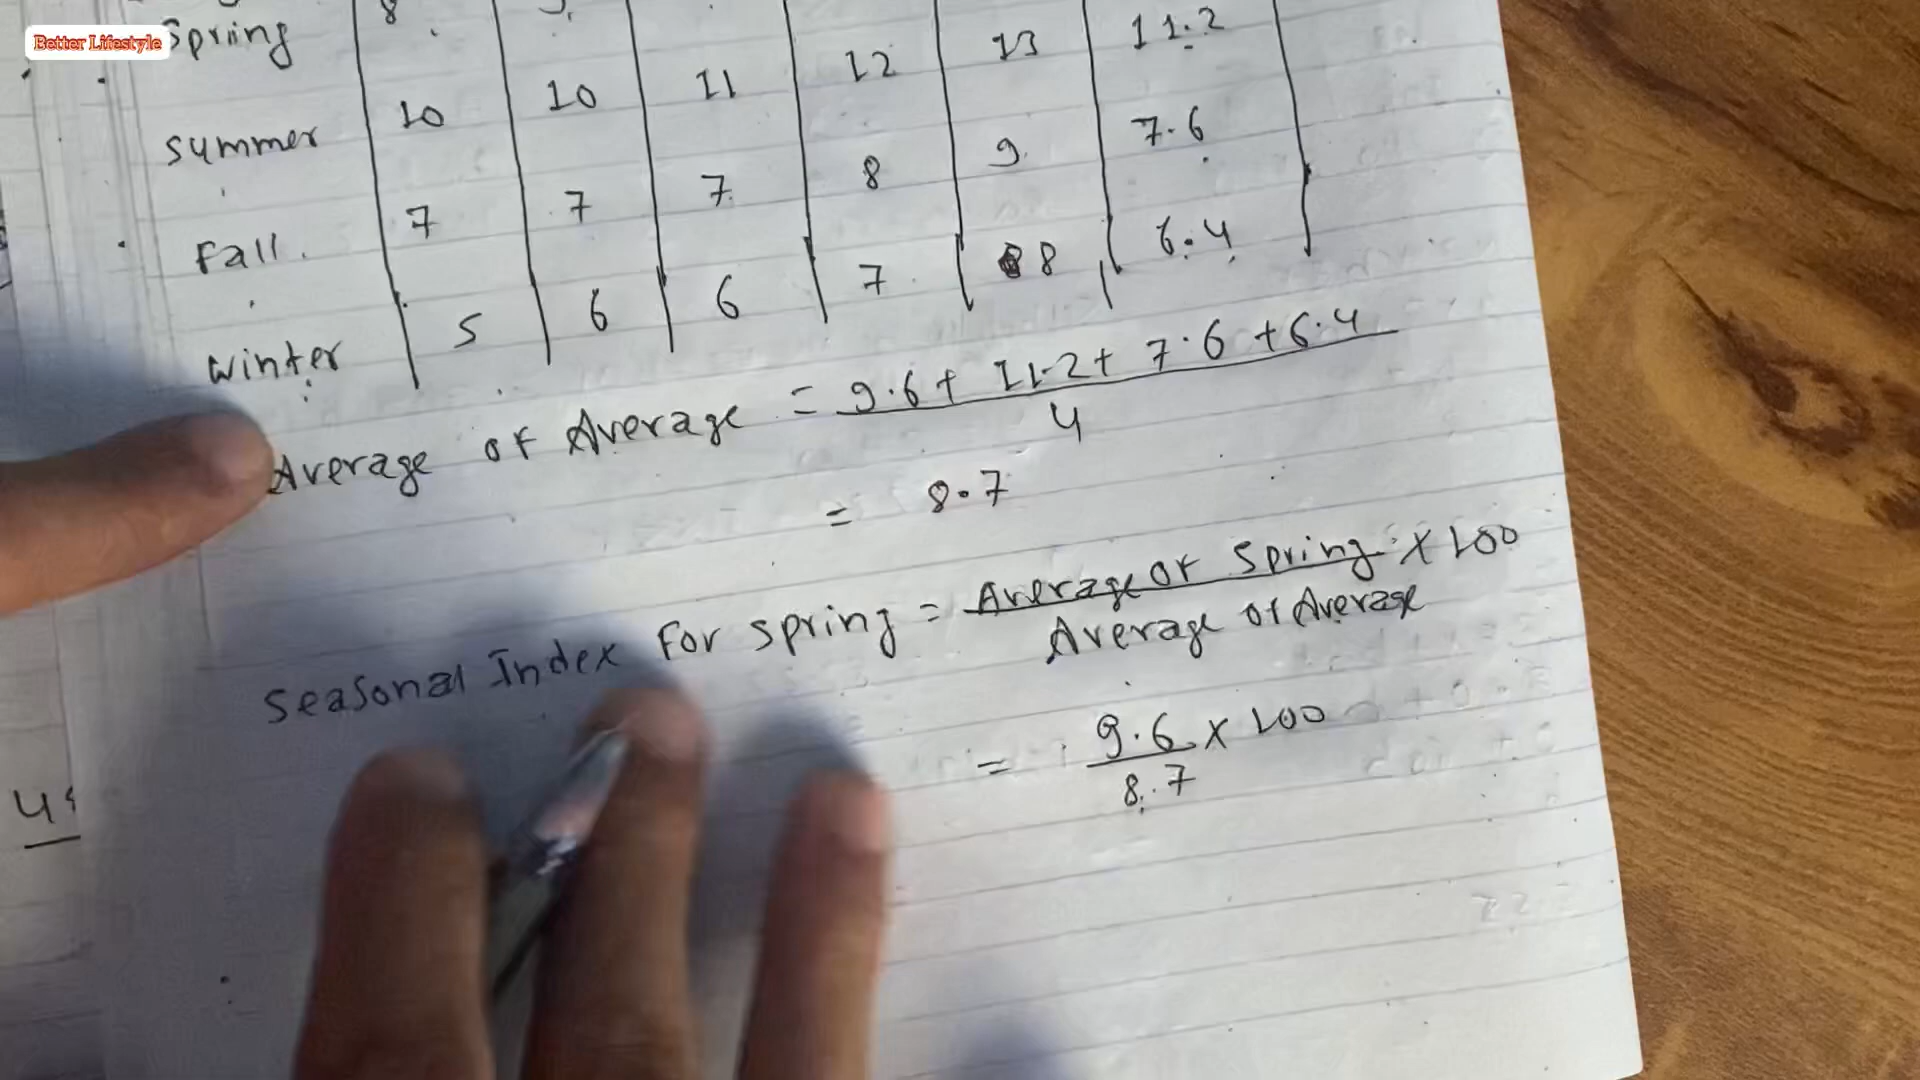 Better Lifestyle
Spring 8
Summer 10 10 11 12 13 11.2
Fall. 7 7 7 8 9 7.6
Winter 5 6 6 7 8 6.4
Average of Average = 9.6 + 11.2 + 7.6 + 6.4
4
= 8.7
Seasonal Index For Spring = Average of Spring × 100
Average of Average
= 9.6 × 100
8.7